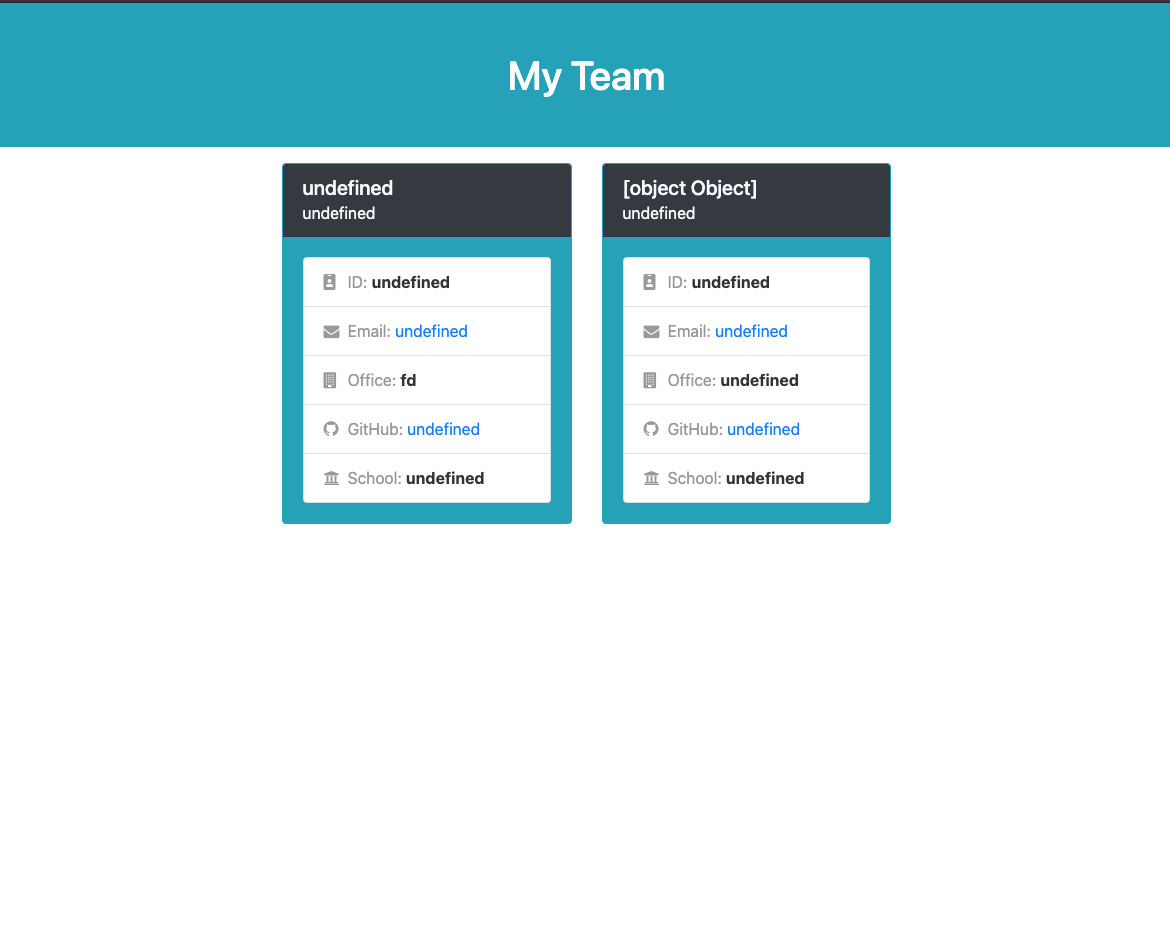 My Team
undefined
undefined
ID: undefined
Email: undefined
Office: fd
GitHub: undefined
School: undefined
[object Object]
undefined
ID: undefined
Email: undefined
Office: undefined
GitHub: undefined
School: undefined